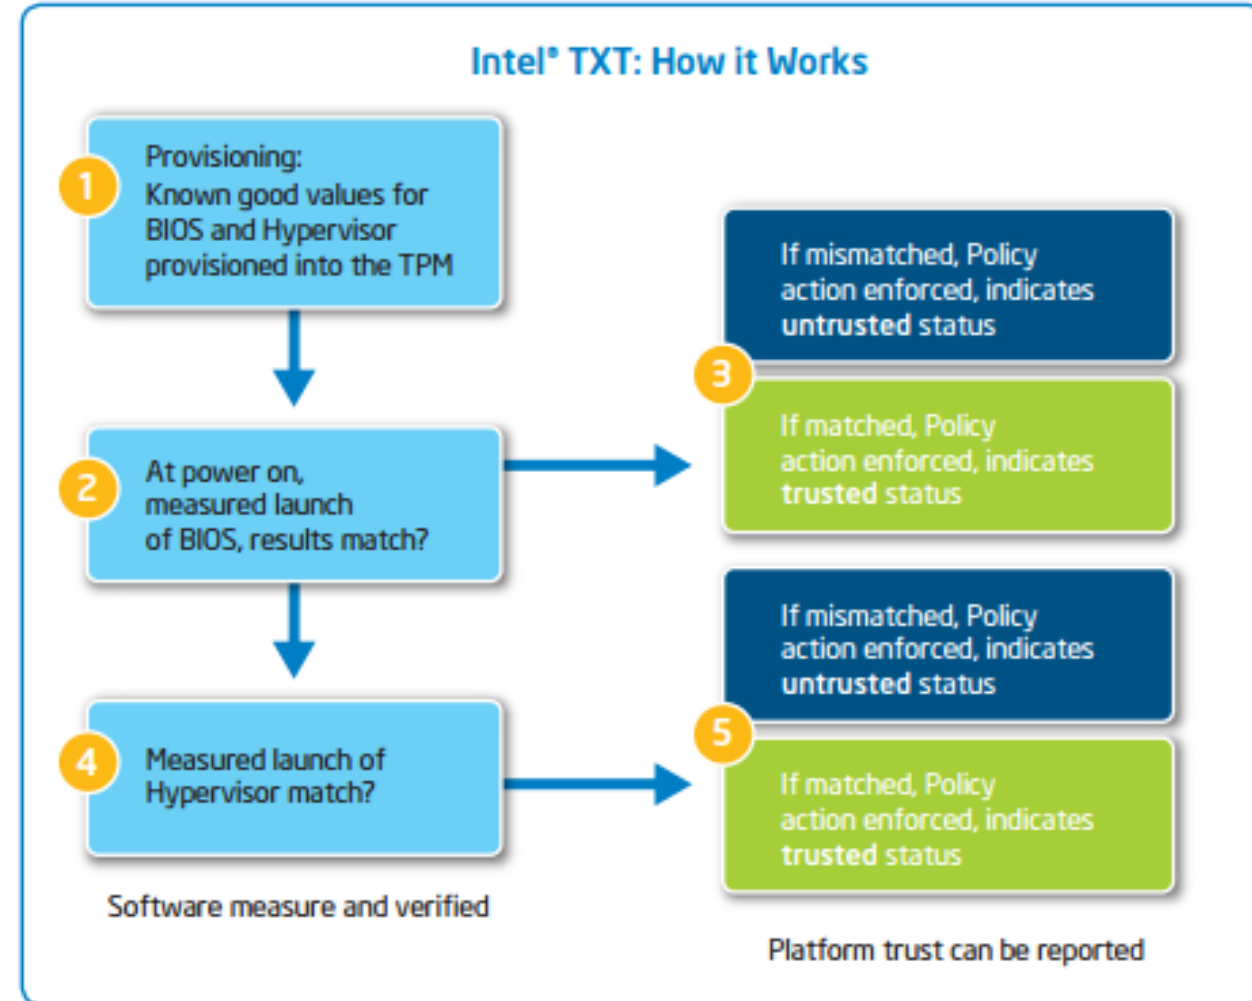 Intel® TXT: How it Works
1
Provisioning:
Known good values for
BIOS and Hypervisor
provisioned into the TPM
2
At power on,
measured launch
of BIOS, results match?
3
If mismatched, Policy
action enforced, indicates
untrusted status
If matched, Policy
action enforced, indicates
trusted status
4
Measured launch of
Hypervisor match?
5
If mismatched, Policy
action enforced, indicates
untrusted status
If matched, Policy
action enforced, indicates
trusted status
Software measure and verified
Platform trust can be reported